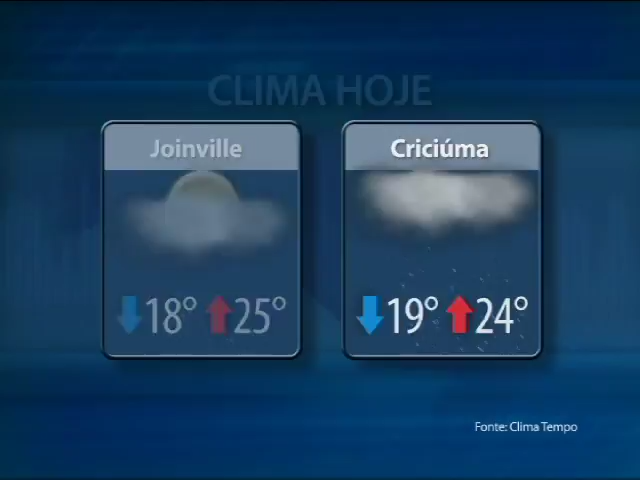 CLIMA HOJE
Joinville
Criciúma
18° 25°
19° 24°
Fonte: Clima Tempo